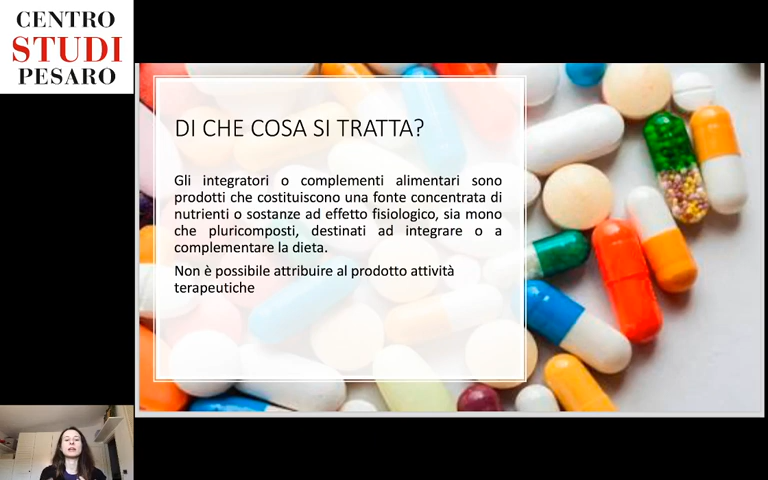 CENTRO
STUDI
PESARO
DI CHE COSA SI TRATTA?
Gli integratori o complementi alimentari sono
prodotti che costituiscono una fonte concentrata di
nutrienti o sostanze ad effetto fisiologico, sia mono
che pluricomposti, destinati ad integrare o a
complementare la dieta.
Non è possibile attribuire al prodotto attività
terapeutiche